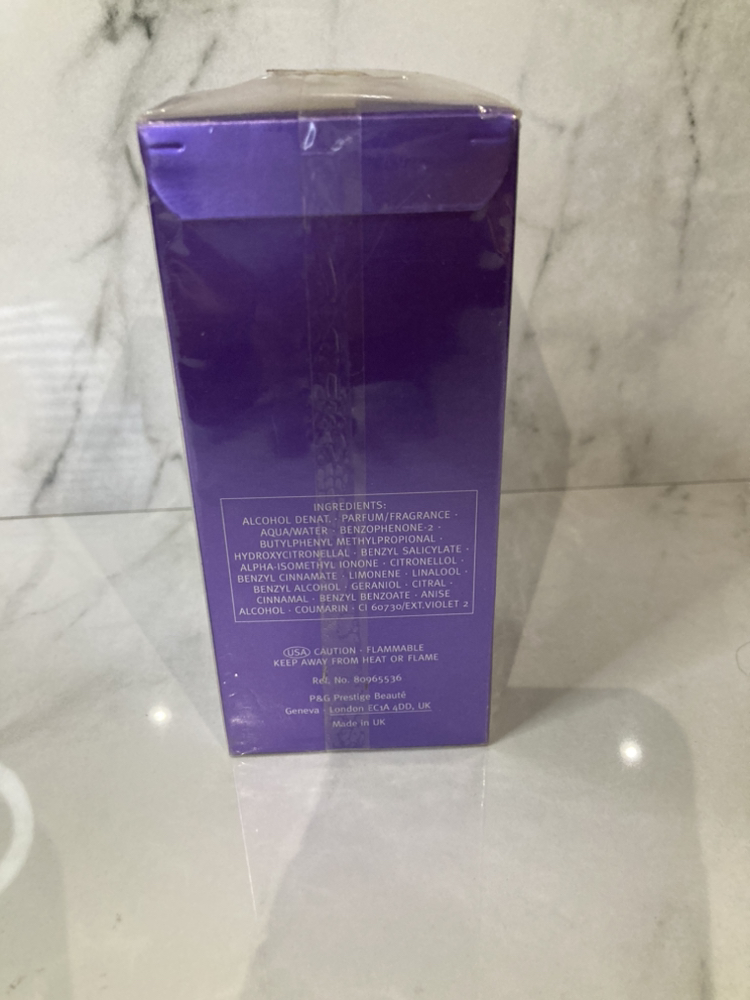 INGREDIENTS:
ALCOHOL DENAT. · PARFUM/FRAGRANCE ·
AQUA/WATER · BENZOPHENONE-2 ·
BUTYLPHENYL METHYLPROPIONAL ·
HYDROXYCITRONELLAL · BENZYL SALICYLATE ·
ALPHA-ISOMETHYL IONONE · CITRONELLOL ·
BENZYL CINNAMATE · LIMONENE · LINALOOL ·
BENZYL ALCOHOL · GERANIOL · CITRAL ·
CINNAMAL · BENZYL BENZOATE · ANISE
ALCOHOL · COUMARIN · CI 60730/EXT.VIOLET 2
USA CAUTION · FLAMMABLE
KEEP AWAY FROM HEAT OR FLAME
Ref. No. 80965536
P&G Prestige Beauté
Geneva · London EC1A 4DD, UK
Made in UK